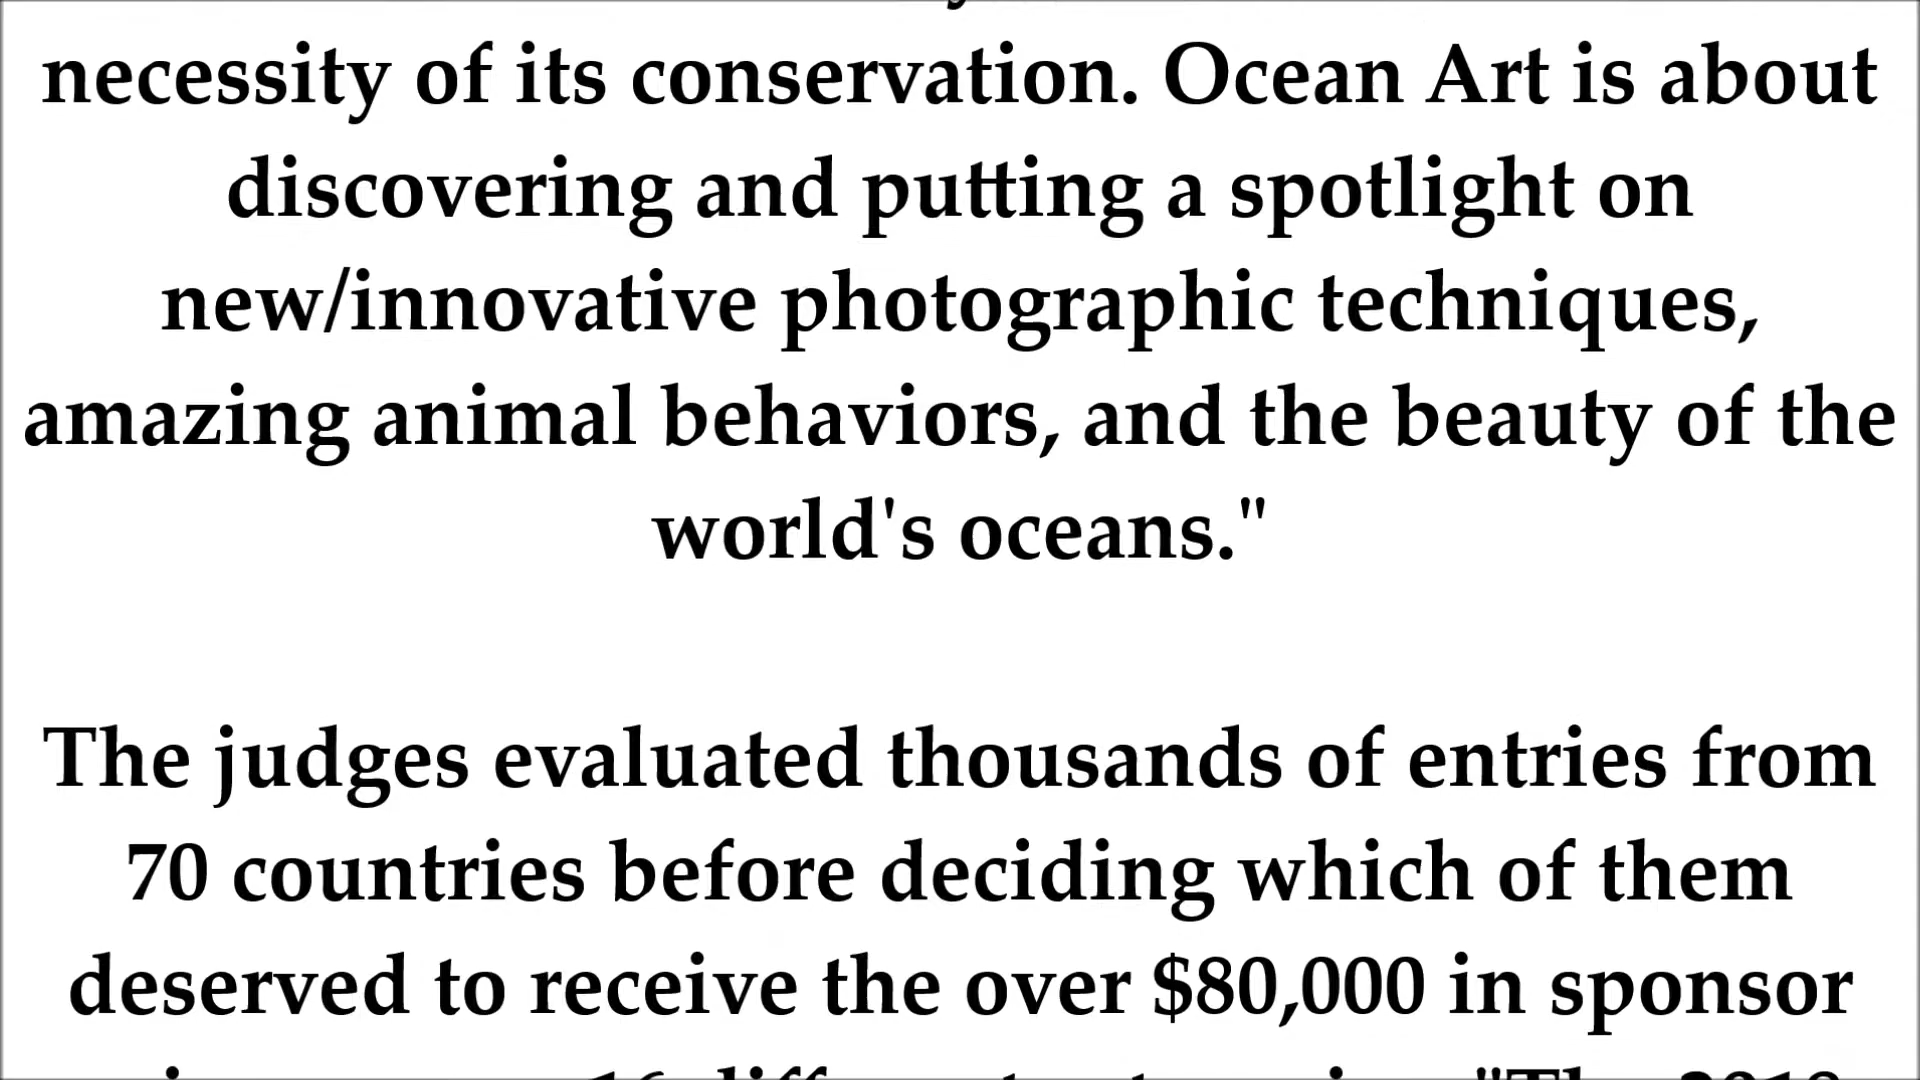 necessity of its conservation. Ocean Art is about
discovering and putting a spotlight on
new/innovative photographic techniques,
amazing animal behaviors, and the beauty of the
world's oceans."
The judges evaluated thousands of entries from
70 countries before deciding which of them
deserved to receive the over $80,000 in sponsor